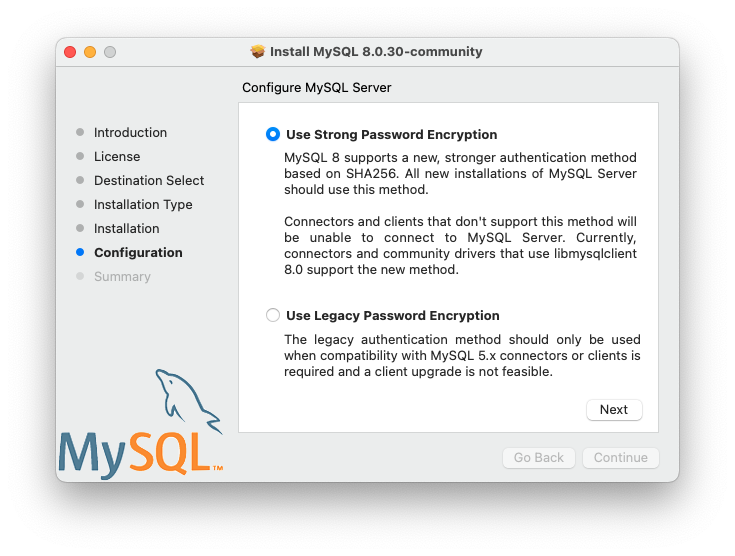 Install MySQL 8.0.30-community
Configure MySQL Server
Introduction
License
Destination Select
Installation Type
Installation
Configuration
Summary
Use Strong Password Encryption
MySQL 8 supports a new, stronger authentication method
based on SHA256. All new installations of MySQL Server
should use this method.
Connectors and clients that don't support this method will
be unable to connect to MySQL Server. Currently,
connectors and community drivers that use libmysqlclient
8.0 support the new method.
Use Legacy Password Encryption
The legacy authentication method should only be used
when compatibility with MySQL 5.x connectors or clients is
required and a client upgrade is not feasible.
Next
MySQL™
Go Back
Continue